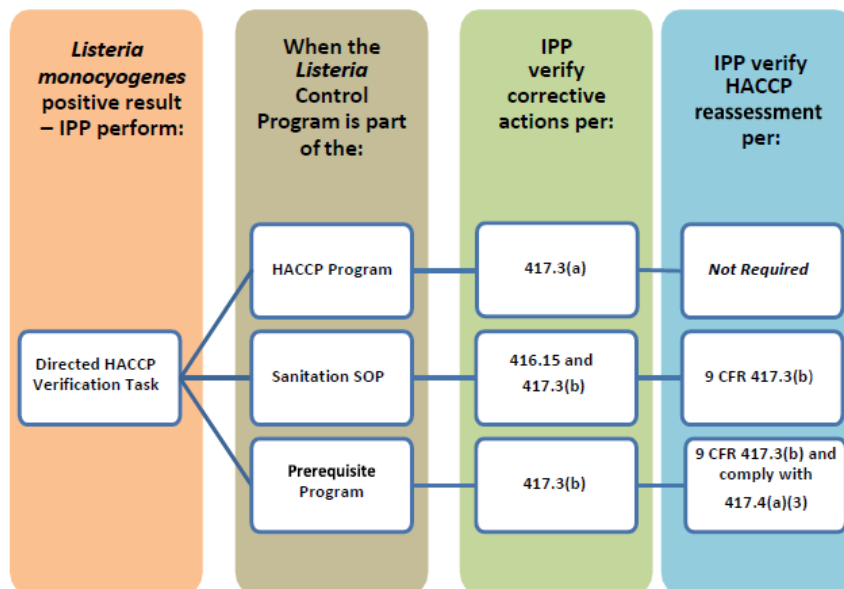 Listeria
monocyogenes
positive result
– IPP perform:
When the
Listeria
Control
Program is part
of the:
IPP
verify
corrective
actions per:
IPP verify
HACCP
reassessment
per:
Directed HACCP
Verification Task
HACCP Program
417.3(a)
Not Required
Sanitation SOP
416.15 and
417.3(b)
9 CFR 417.3(b)
Prerequisite
Program
417.3(b)
9 CFR 417.3(b) and
comply with
417.4(a)(3)